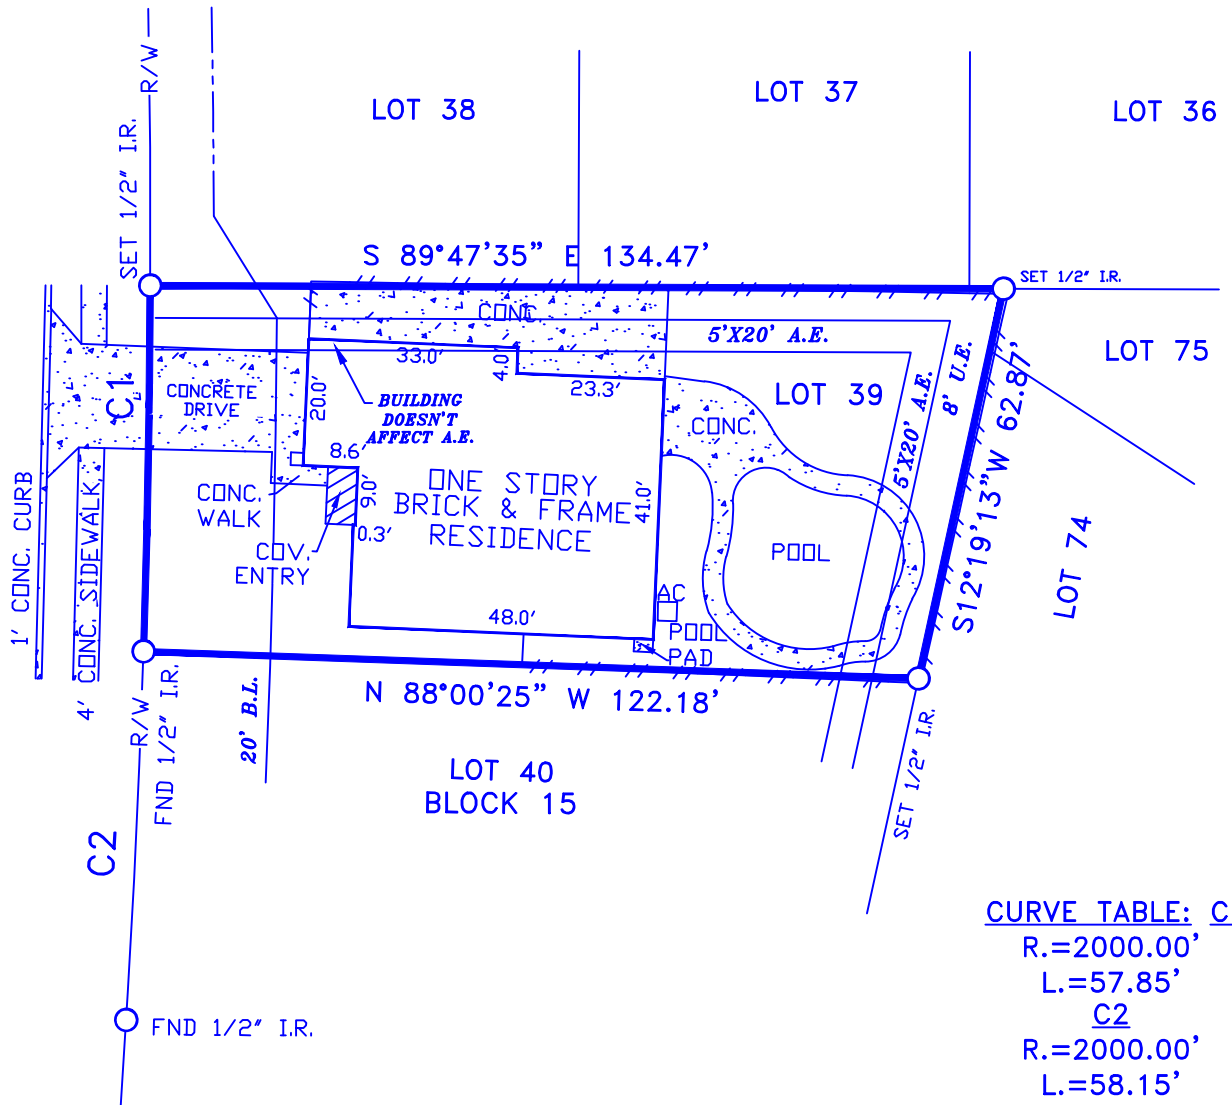 R/W
SET 1/2" I.R.
LOT 38
LOT 37
LOT 36
S 89°47'35" E 134.47'
SET 1/2" I.R.
CONC.
5'X20' A.E.
LOT 75
33.0'
4.0'
23.3'
C1
CONCRETE
DRIVE
20.0'
BUILDING
DOESN'T
AFFECT A.E.
LOT 39
5'X20' A.E.
8' U.E.
S12°19'13"W 62.87'
CONC.
8.6'
9.0'
0.3'
ONE STORY
BRICK & FRAME
RESIDENCE
41.0'
CONC.
WALK
COV.
ENTRY
POOL
1' CONC. CURB
4' CONC. SIDEWALK
LOT 74
AC
48.0'
POOL
PAD
N 88°00'25" W 122.18'
R/W
FND 1/2" I.R.
20' B.L.
SET 1/2" I.R.
LOT 40
BLOCK 15
C2
FND 1/2" I.R.
CURVE TABLE: C
R.=2000.00'
L.=57.85'
C2
R.=2000.00'
L.=58.15'